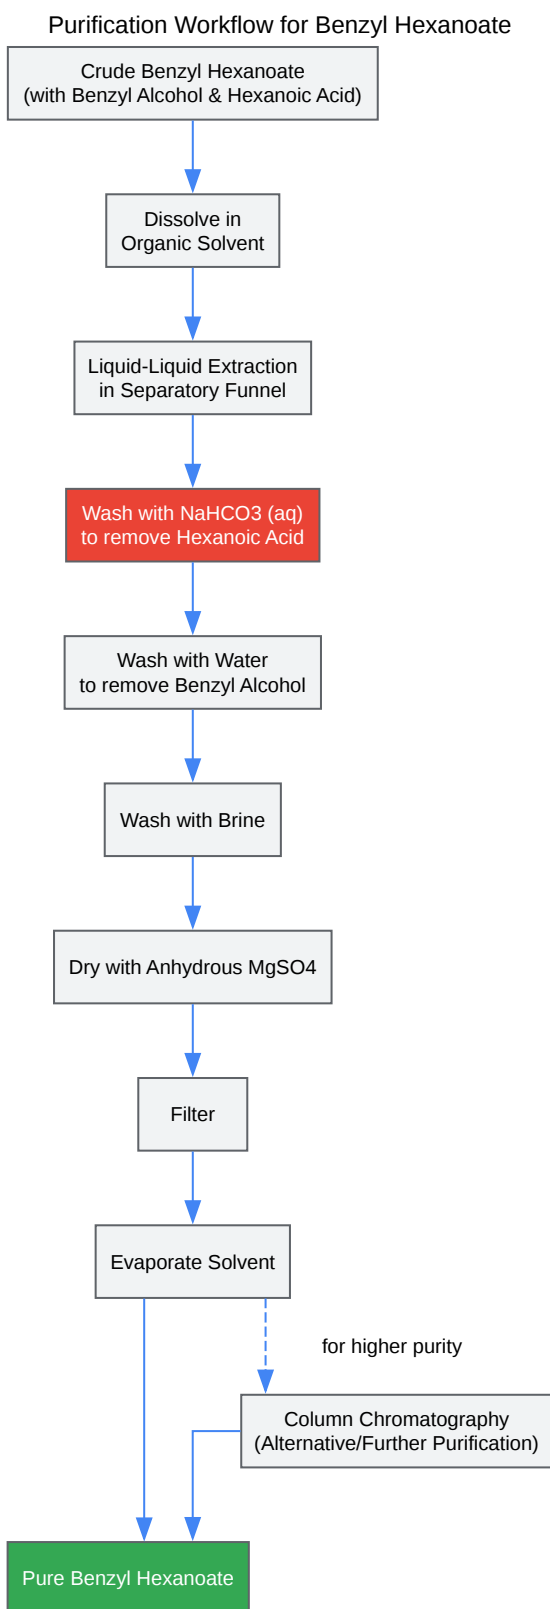 Purification Workflow for Benzyl Hexanoate
Crude Benzyl Hexanoate
(with Benzyl Alcohol & Hexanoic Acid)
Dissolve in
Organic Solvent
Liquid-Liquid Extraction
in Separatory Funnel
Wash with NaHCO3 (aq)
to remove Hexanoic Acid
Wash with Water
to remove Benzyl Alcohol
Wash with Brine
Dry with Anhydrous MgSO4
Filter
Evaporate Solvent
for higher purity
Column Chromatography
(Alternative/Further Purification)
Pure Benzyl Hexanoate